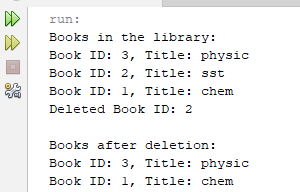 run:
Books in the library:
Book ID: 3, Title: physic
Book ID: 2, Title: sst
Book ID: 1, Title: chem
Deleted Book ID: 2

Books after deletion:
Book ID: 3, Title: physic
Book ID: 1, Title: chem